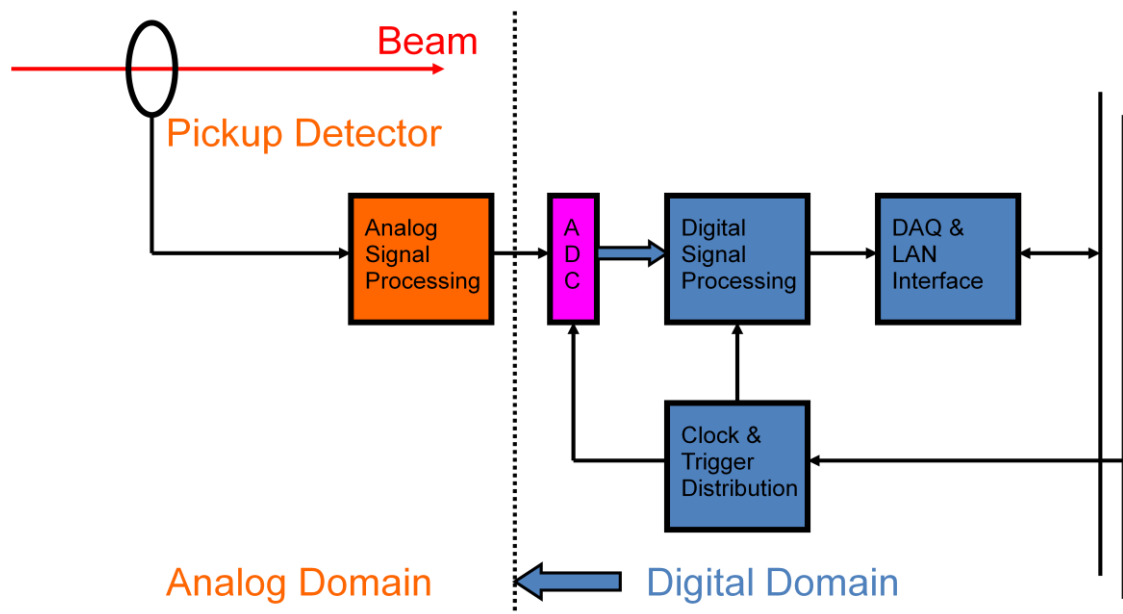 Beam
Pickup Detector
Analog
Signal
Processing
A
D
C
Digital
Signal
Processing
DAQ &
LAN
Interface
Clock &
Trigger
Distribution
Analog Domain
Digital Domain